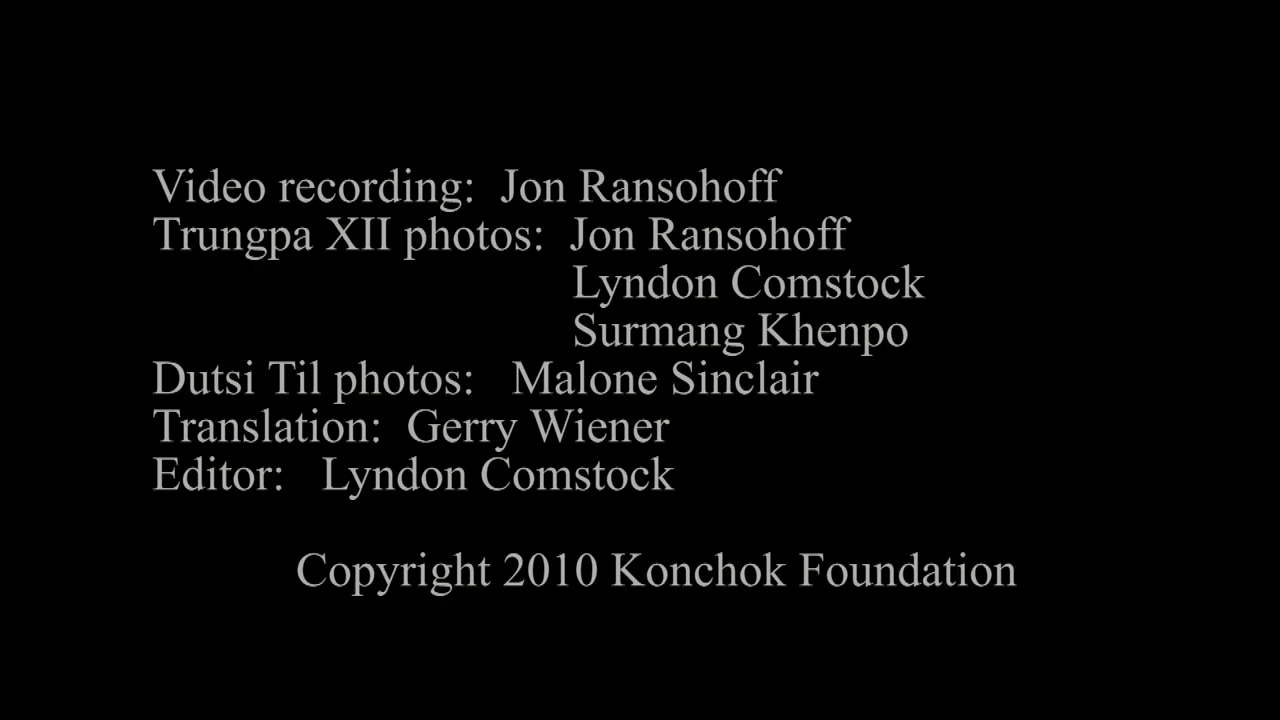 Video recording:  Jon Ransohoff
Trungpa XII photos:  Jon Ransohoff
Lyndon Comstock
Surmang Khenpo
Dutsi Til photos:   Malone Sinclair
Translation:  Gerry Wiener
Editor:   Lyndon Comstock
Copyright 2010 Konchok Foundation